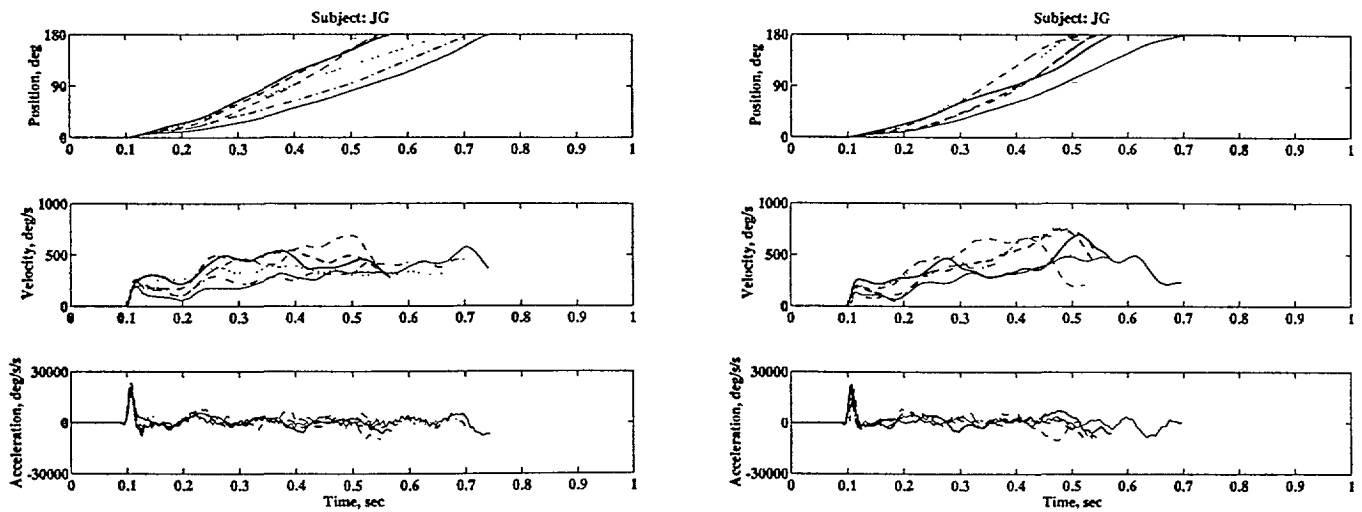 Subject: JG
Position, deg
180
90
0
0 0.1 0.2 0.3 0.4 0.5 0.6 0.7 0.8 0.9 1
Velocity, deg/s
1000
500
0
0 0.1 0.2 0.3 0.4 0.5 0.6 0.7 0.8 0.9 1
Acceleration, deg/s/s
30000
0
-30000
0 0.1 0.2 0.3 0.4 0.5 0.6 0.7 0.8 0.9 1
Time, sec
Subject: JG
Position, deg
180
90
0
0 0.1 0.2 0.3 0.4 0.5 0.6 0.7 0.8 0.9 1
Velocity, deg/s
1000
500
0
0 0.1 0.2 0.3 0.4 0.5 0.6 0.7 0.8 0.9 1
Acceleration, deg/s/s
30000
0
-30000
0 0.1 0.2 0.3 0.4 0.5 0.6 0.7 0.8 0.9 1
Time, sec